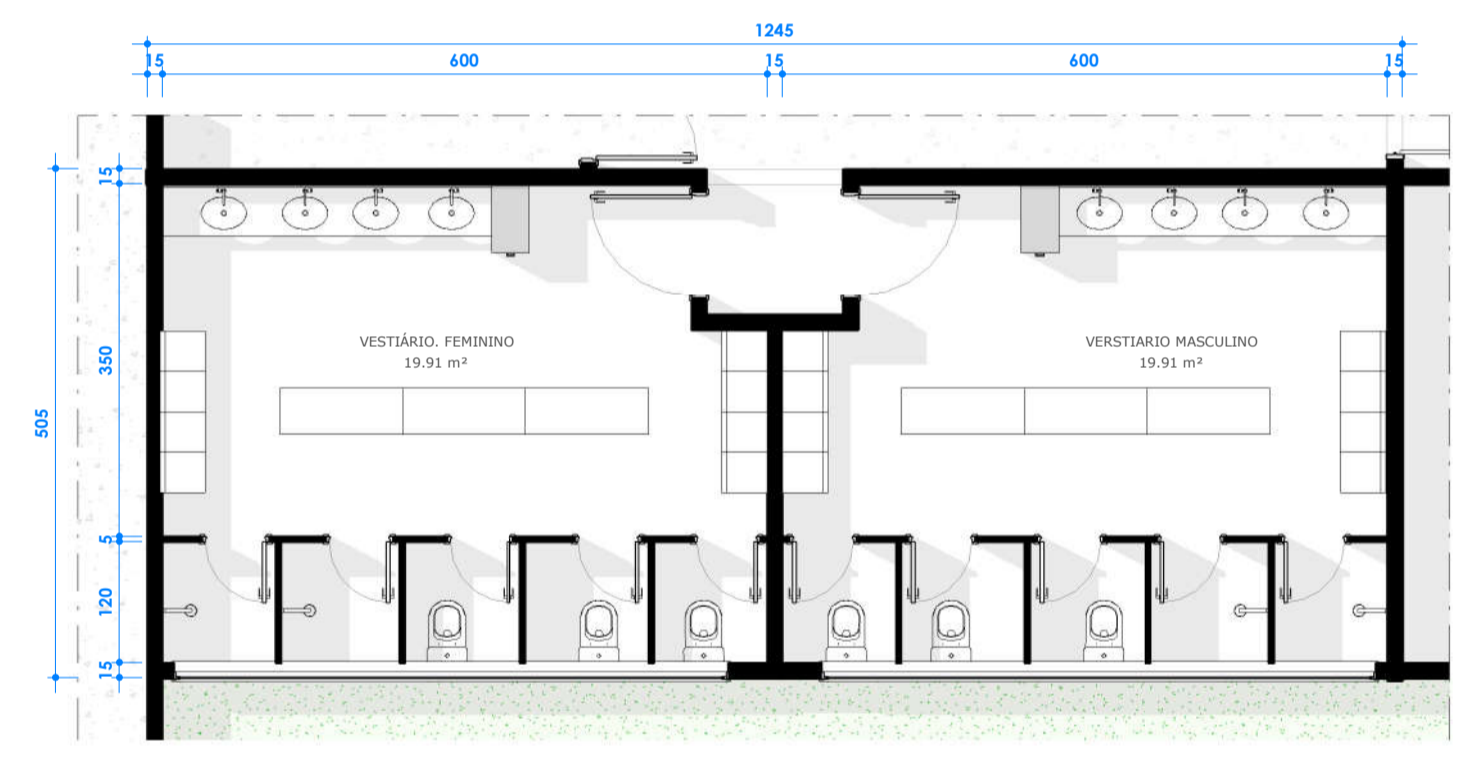 1245
15 600 15 600 15
15
350
505
5
120
15
VESTIÁRIO. FEMININO
19.91 m²
VERSTIARIO MASCULINO
19.91 m²